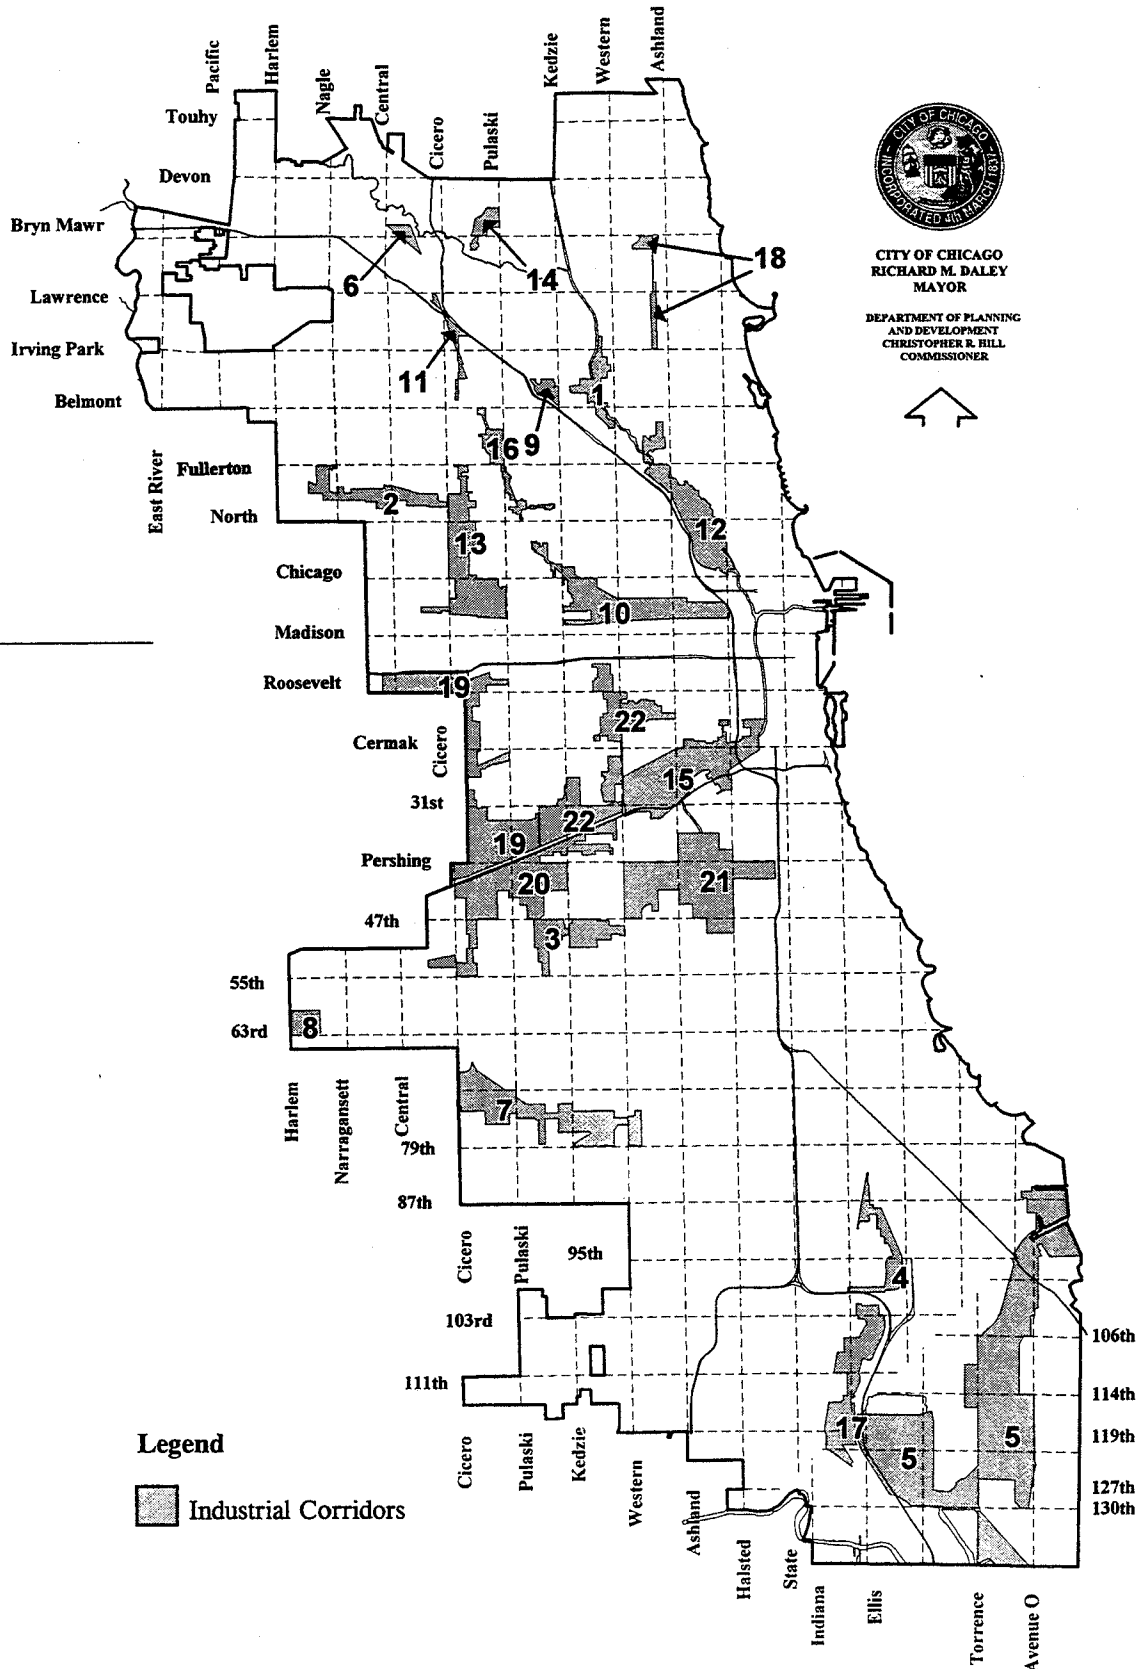 Pacific
Harlem
Nagle
Central
Cicero
Pulaski
Kedzie
Western
Ashland
Touhy
Devon
Bryn Mawr
Lawrence
Irving Park
Belmont
East River
Fullerton
North
Chicago
Madison
Roosevelt
Cermak
Cicero
31st
Pershing
47th
55th
63rd
Harlem
Narragansett
Central
79th
87th
95th
Cicero
Pulaski
103rd
111th
Cicero
Pulaski
Kedzie
Western
Ashland
Halsted
State
Indiana
Ellis
Torrence
Avenue O
106th
114th
119th
127th
130th
6
14
18
11
1
9
16
2
13
12
10
19
22
15
22
19
20
21
3
8
7
4
17
5
5
CITY OF CHICAGO
INCORPORATED 4th MARCH 1837
CITY OF CHICAGO
RICHARD M. DALEY
MAYOR
DEPARTMENT OF PLANNING
AND DEVELOPMENT
CHRISTOPHER R. HILL
COMMISSIONER
Legend
Industrial Corridors